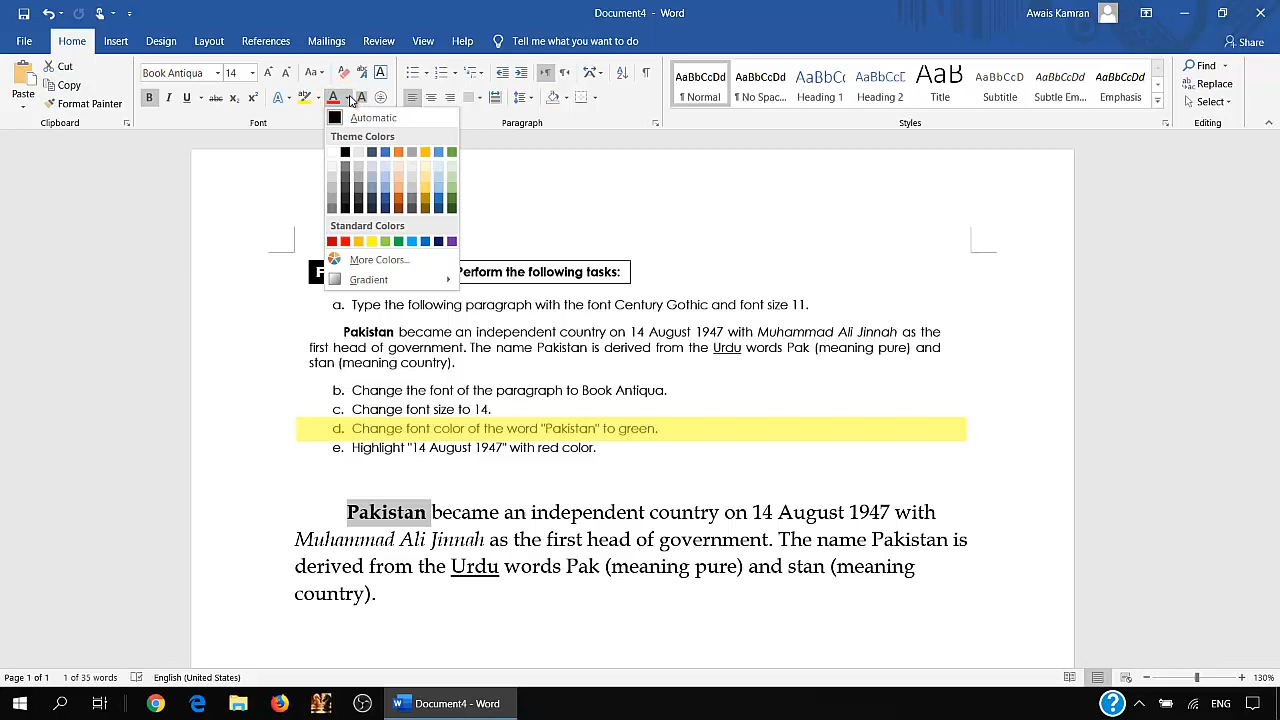 Document4 - Word
Awais Kamran
File Home Insert Design Layout References Mailings Review View Help Tell me what you want to do Share
Paste
Cut
Copy
Format Painter
Clipboard
Book Antiqua 14
Font
Paragraph
AaBbCcDd AaBbCcDd AaBbCc AaBbCcD AaB AaBbCcD AaBbCcDd
¶ Normal ¶ No Spac... Heading 1 Heading 2 Title Subtitle Emphasis
Styles
Find
Replace
Select
Editing
Automatic
Theme Colors
Standard Colors
More Colors...
Gradient
Perform the following tasks:
a. Type the following paragraph with the font Century Gothic and font size 11.
Pakistan became an independent country on 14 August 1947 with Muhammad Ali Jinnah as the
first head of government. The name Pakistan is derived from the Urdu words Pak (meaning pure) and
stan (meaning country).
b. Change the font of the paragraph to Book Antiqua.
c. Change font size to 14.
d. Change font color of the word "Pakistan" to green.
e. Highlight "14 August 1947" with red color.
Pakistan became an independent country on 14 August 1947 with
Muhammad Ali Jinnah as the first head of government. The name Pakistan is
derived from the Urdu words Pak (meaning pure) and stan (meaning
country).
Page 1 of 1 1 of 35 words English (United States) 130%
Document4 - Word
ENG